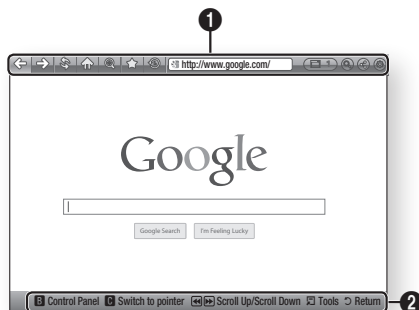 1
http://www.google.com/
1
Google
Google Search I'm Feeling Lucky
B Control Panel C Switch to pointer Scroll Up/Scroll Down Tools Return
2